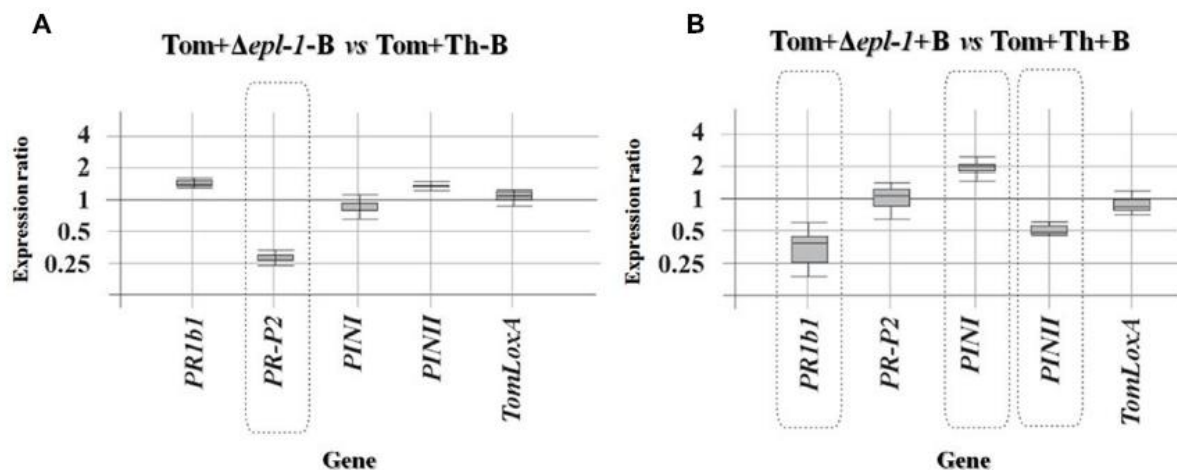 A
Tom+Δepl-1-B vs Tom+Th-B
Expression ratio
4
2
1
0.5
0.25
PR1b1
PR-P2
PINI
PINII
TomLoxA
Gene
B
Tom+Δepl-1+B vs Tom+Th+B
Expression ratio
4
2
1
0.5
0.25
PR1b1
PR-P2
PINI
PINII
TomLoxA
Gene